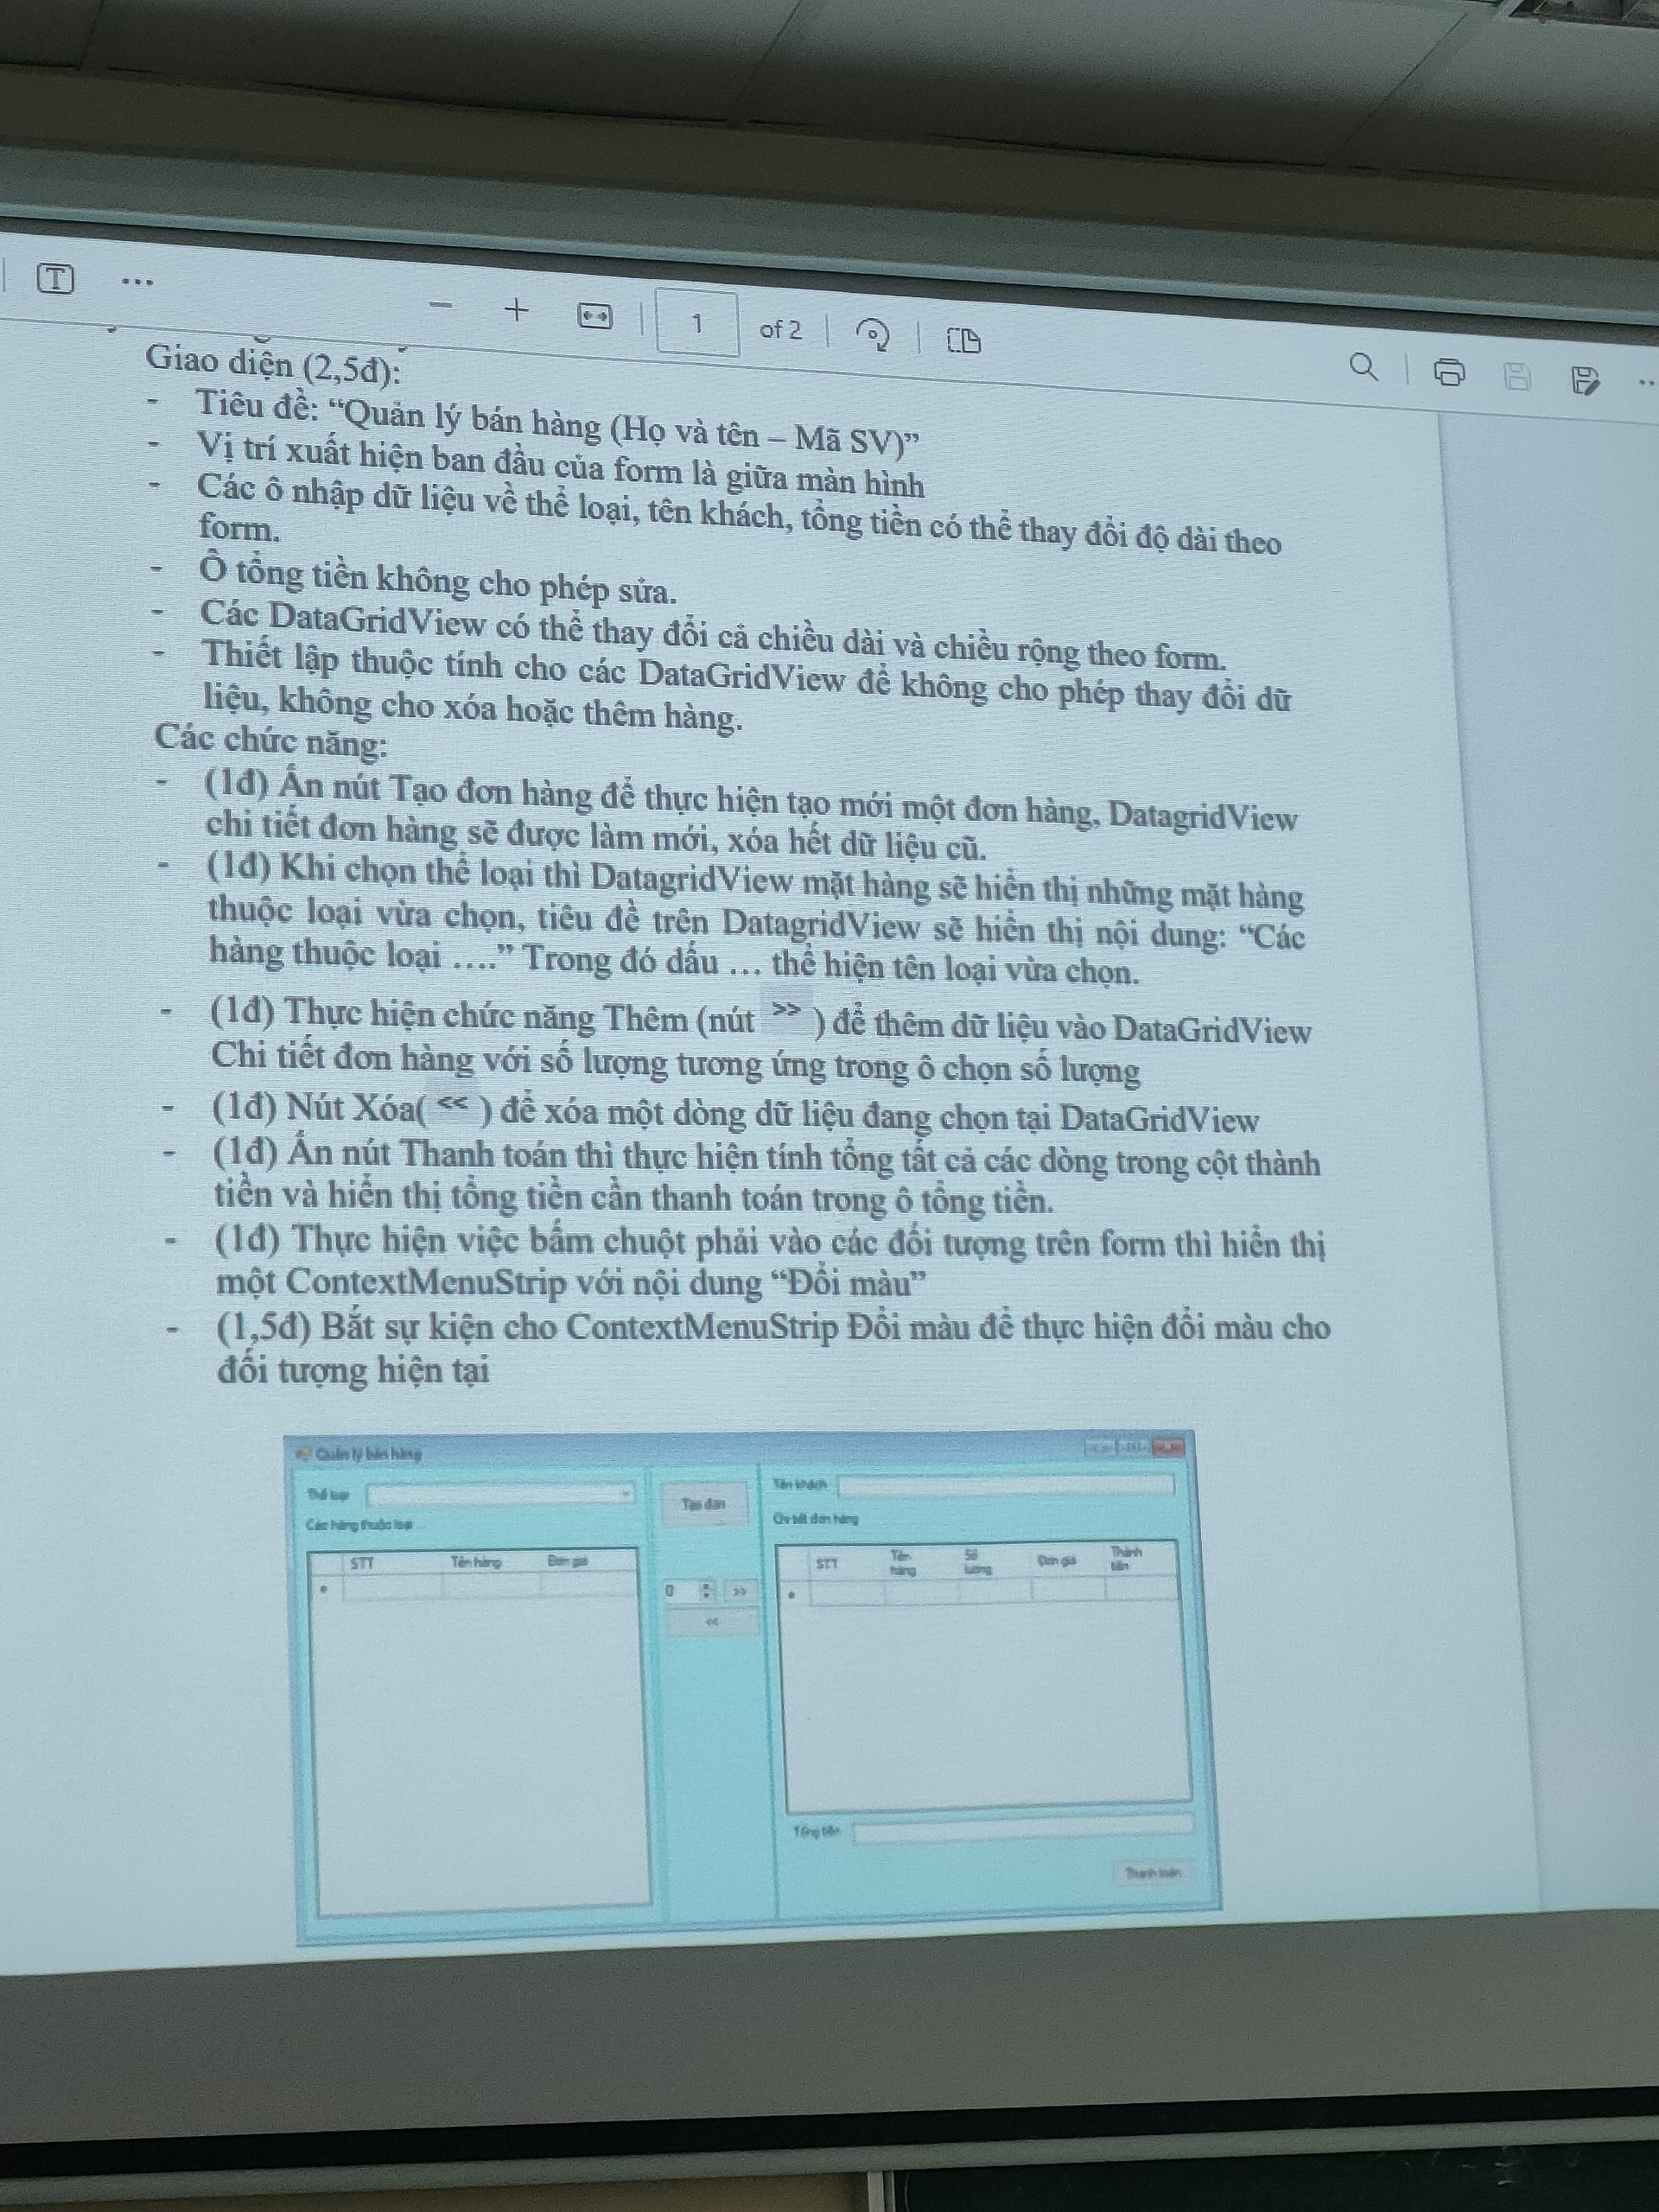 T ...
1 of 2
Giao diện (2,5đ):
- Tiêu đề: “Quản lý bán hàng (Họ và tên – Mã SV)”
- Vị trí xuất hiện ban đầu của form là giữa màn hình
- Các ô nhập dữ liệu về thể loại, tên khách, tổng tiền có thể thay đổi độ dài theo
form.
- Ô tổng tiền không cho phép sửa.
- Các DataGridView có thể thay đổi cả chiều dài và chiều rộng theo form.
- Thiết lập thuộc tính cho các DataGridView để không cho phép thay đổi dữ
liệu, không cho xóa hoặc thêm hàng.
Các chức năng:
- (1đ) Ấn nút Tạo đơn hàng để thực hiện tạo mới một đơn hàng, DatagridView
chi tiết đơn hàng sẽ được làm mới, xóa hết dữ liệu cũ.
- (1đ) Khi chọn thể loại thì DatagridView mặt hàng sẽ hiển thị những mặt hàng
thuộc loại vừa chọn, tiêu đề trên DatagridView sẽ hiển thị nội dung: “Các
hàng thuộc loại ….” Trong đó dấu … thể hiện tên loại vừa chọn.
- (1đ) Thực hiện chức năng Thêm (nút >> ) để thêm dữ liệu vào DataGridView
Chi tiết đơn hàng với số lượng tương ứng trong ô chọn số lượng
- (1đ) Nút Xóa( << ) để xóa một dòng dữ liệu đang chọn tại DataGridView
- (1đ) Ấn nút Thanh toán thì thực hiện tính tổng tất cả các dòng trong cột thành
tiền và hiển thị tổng tiền cần thanh toán trong ô tổng tiền.
- (1đ) Thực hiện việc bấm chuột phải vào các đối tượng trên form thì hiển thị
một ContextMenuStrip với nội dung “Đổi màu”
- (1,5đ) Bắt sự kiện cho ContextMenuStrip Đổi màu để thực hiện đổi màu cho
đối tượng hiện tại
Quản lý bán hàng
Thể loại
Các hàng thuộc loại
STT Tên hàng Đơn giá
Tạo đơn
0 >>
<<
Tên khách
Chi tiết đơn hàng
STT Tên hàng Số lượng Đơn giá Thành tiền
Tổng tiền
Thanh toán